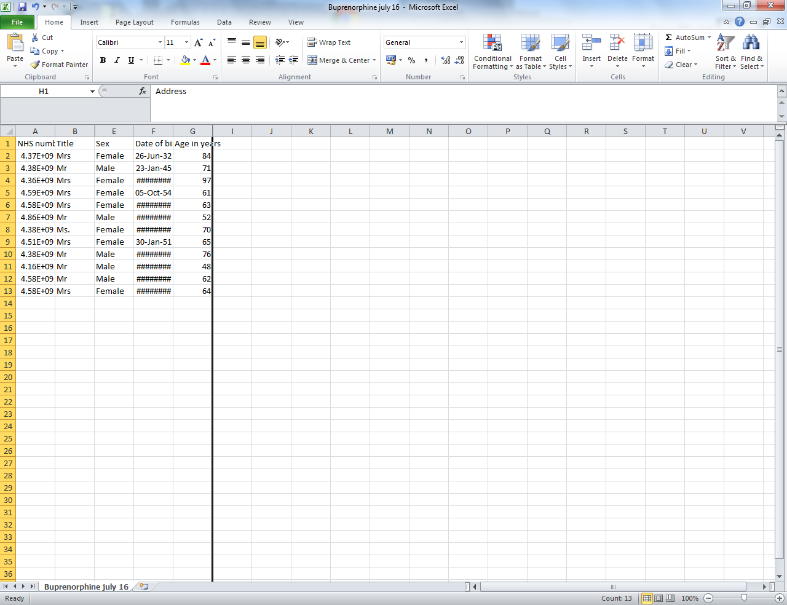 Buprenorphine july 16 - Microsoft Excel
File Home Insert Page Layout Formulas Data Review View
Paste Cut Copy Format Painter Clipboard
Calibri 11 A A B I U A Font
Wrap Text Merge & Center Alignment
General % , Number
Conditional Formatting Format as Table Cell Styles Styles
Insert Delete Format Cells
Σ AutoSum Fill Clear Sort & Filter Find & Select Editing
H1 fx Address
A B E F G I J K L M N O P Q R S T U V
1 NHS numb Title Sex Date of bi Age in years
2 4.37E+09 Mrs Female 26-Jun-32 84
3 4.38E+09 Mr Male 23-Jan-45 71
4 4.36E+09 Mrs Female ######## 97
5 4.59E+09 Mrs Female 05-Oct-54 61
6 4.58E+09 Mrs Female ######## 63
7 4.86E+09 Mr Male ######## 52
8 4.38E+09 Ms. Female ######## 70
9 4.51E+09 Mrs Female 30-Jan-51 65
10 4.38E+09 Mr Male ######## 76
11 4.16E+09 Mr Male ######## 48
12 4.58E+09 Mr Male ######## 62
13 4.58E+09 Mrs Female ######## 64
14
15
16
17
18
19
20
21
22
23
24
25
26
27
28
29
30
31
32
33
34
35
36
Buprenorphine july 16
Ready Count: 13 100%